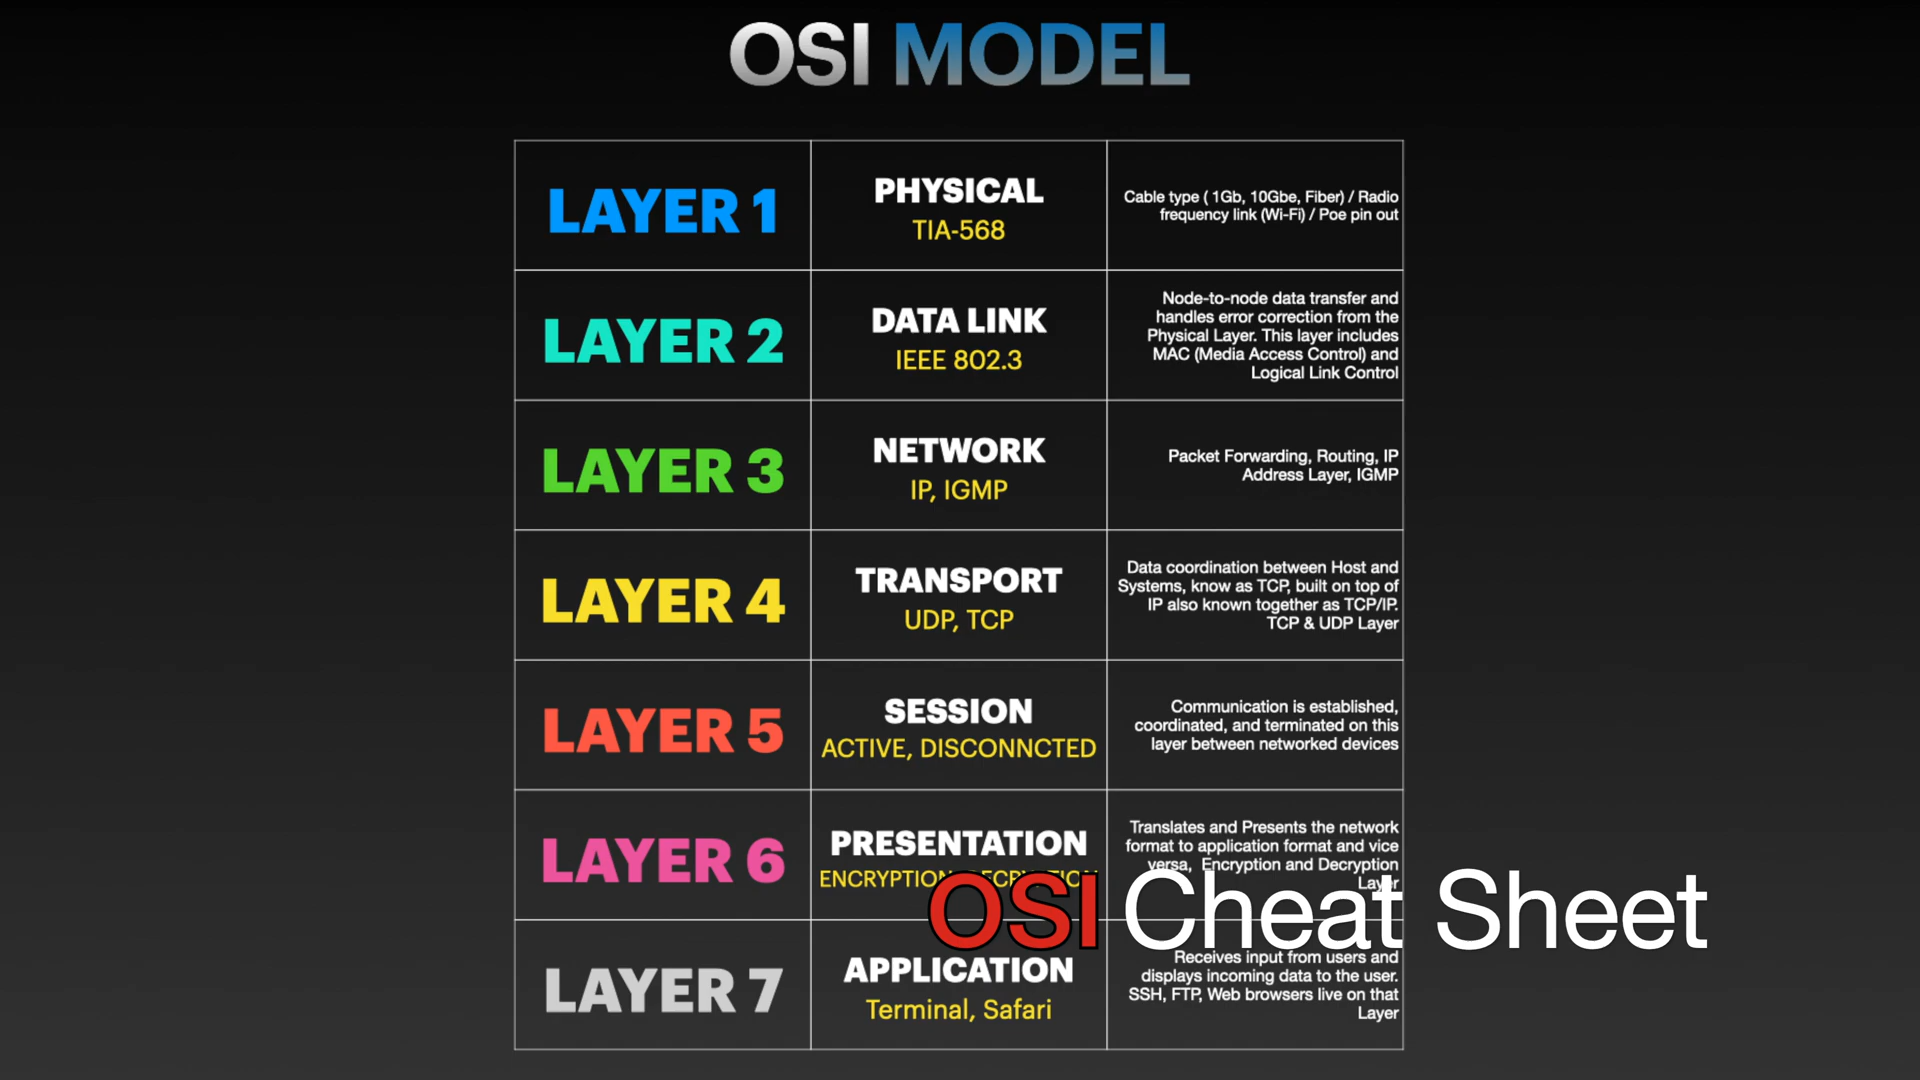 OSI MODEL
LAYER 1
PHYSICAL
TIA-568
Cable type ( 1Gb, 10Gbe, Fiber) / Radio
frequency link (Wi-Fi) / Poe pin out
LAYER 2
DATA LINK
IEEE 802.3
Node-to-node data transfer and
handles error correction from the
Physical Layer. This layer includes
MAC (Media Access Control) and
Logical Link Control
LAYER 3
NETWORK
IP, IGMP
Packet Forwarding, Routing, IP
Address Layer, IGMP
LAYER 4
TRANSPORT
UDP, TCP
Data coordination between Host and
Systems, know as TCP, built on top of
IP also known together as TCP/IP.
TCP & UDP Layer
LAYER 5
SESSION
ACTIVE, DISCONNCTED
Communication is established,
coordinated, and terminated on this
layer between networked devices
LAYER 6
PRESENTATION
ENCRYPTION
Translates and Presents the network
format to application format and vice
versa, Encryption and Decryption
Layer
OSI Cheat Sheet
LAYER 7
APPLICATION
Terminal, Safari
Receives input from users and
displays incoming data to the user.
SSH, FTP, Web browsers live on that
Layer